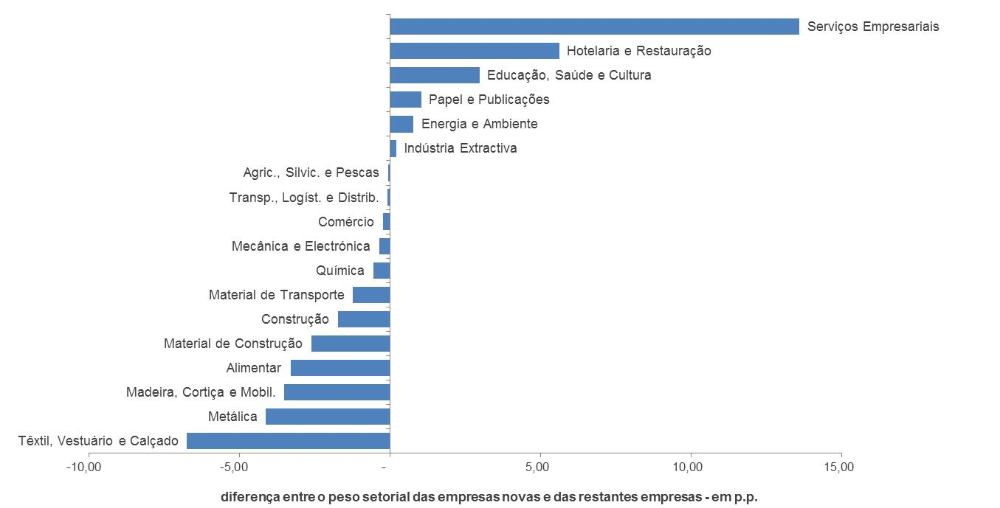 Serviços Empresariais
Hotelaria e Restauração
Educação, Saúde e Cultura
Papel e Publicações
Energia e Ambiente
Indústria Extractiva
Agric., Silvic. e Pescas
Transp., Logíst. e Distrib.
Comércio
Mecânica e Electrónica
Química
Material de Transporte
Construção
Material de Construção
Alimentar
Madeira, Cortiça e Mobil.
Metálica
Têxtil, Vestuário e Calçado
-10,00 -5,00 - 5,00 10,00 15,00
diferença entre o peso setorial das empresas novas e das restantes empresas - em p.p.